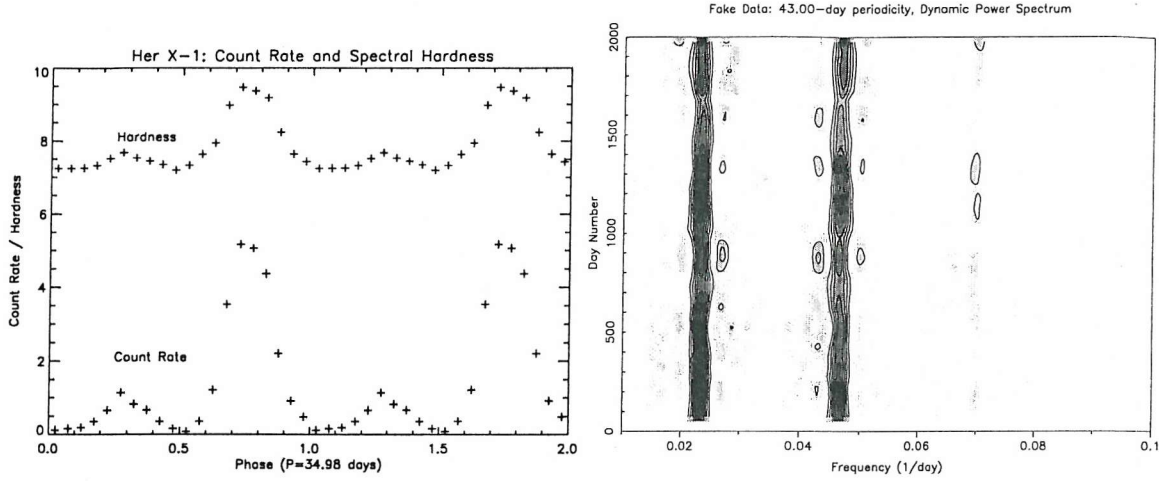 Her X-1: Count Rate and Spectral Hardness
Count Rate / Hardness
10
8
6
4
2
0
Hardness
Count Rate
0.0 0.5 1.0 1.5 2.0
Phase (P=34.98 days)
Fake Data: 43.00-day periodicity, Dynamic Power Spectrum
Day Number
2000
1500
1000
500
0
0.02 0.04 0.06 0.08 0.1
Frequency (1/day)